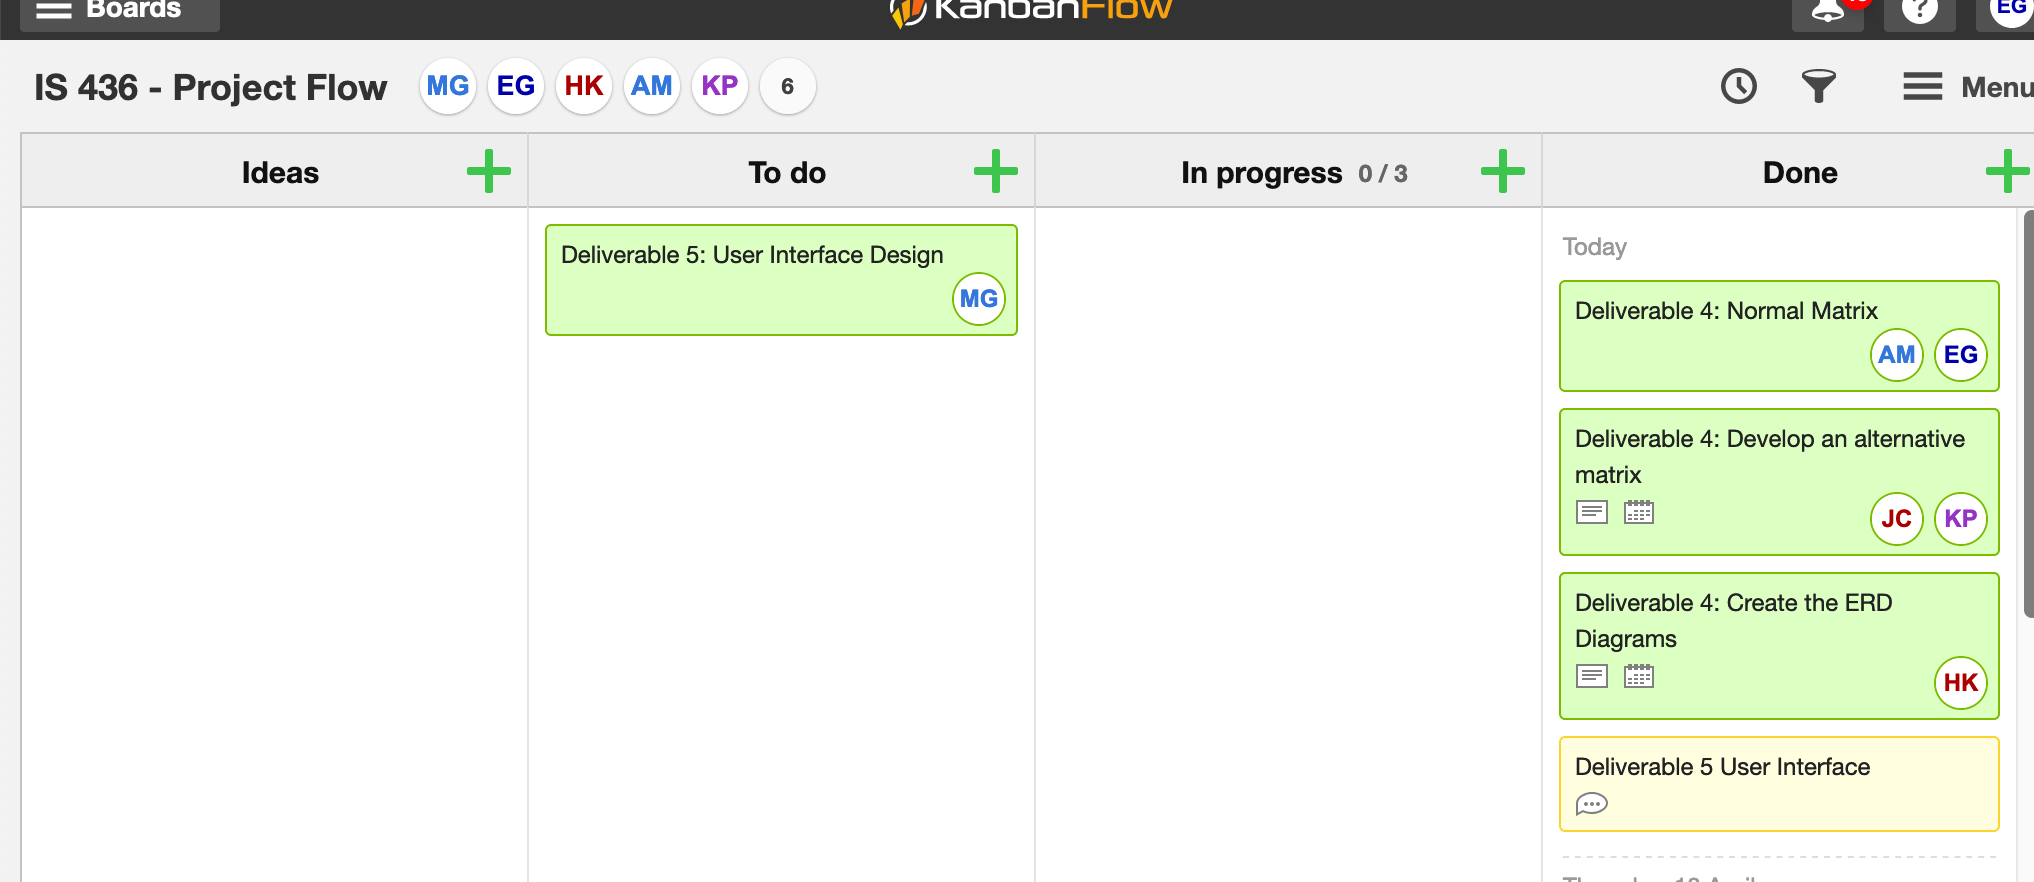 Boards
KanbanFlow
EG
IS 436 - Project Flow
MG
EG
HK
AM
KP
6
Menu
Ideas
To do
In progress 0 / 3
Done
Deliverable 5: User Interface Design
MG
Today
Deliverable 4: Normal Matrix
AM
EG
Deliverable 4: Develop an alternative
matrix
JC
KP
Deliverable 4: Create the ERD
Diagrams
HK
Deliverable 5 User Interface